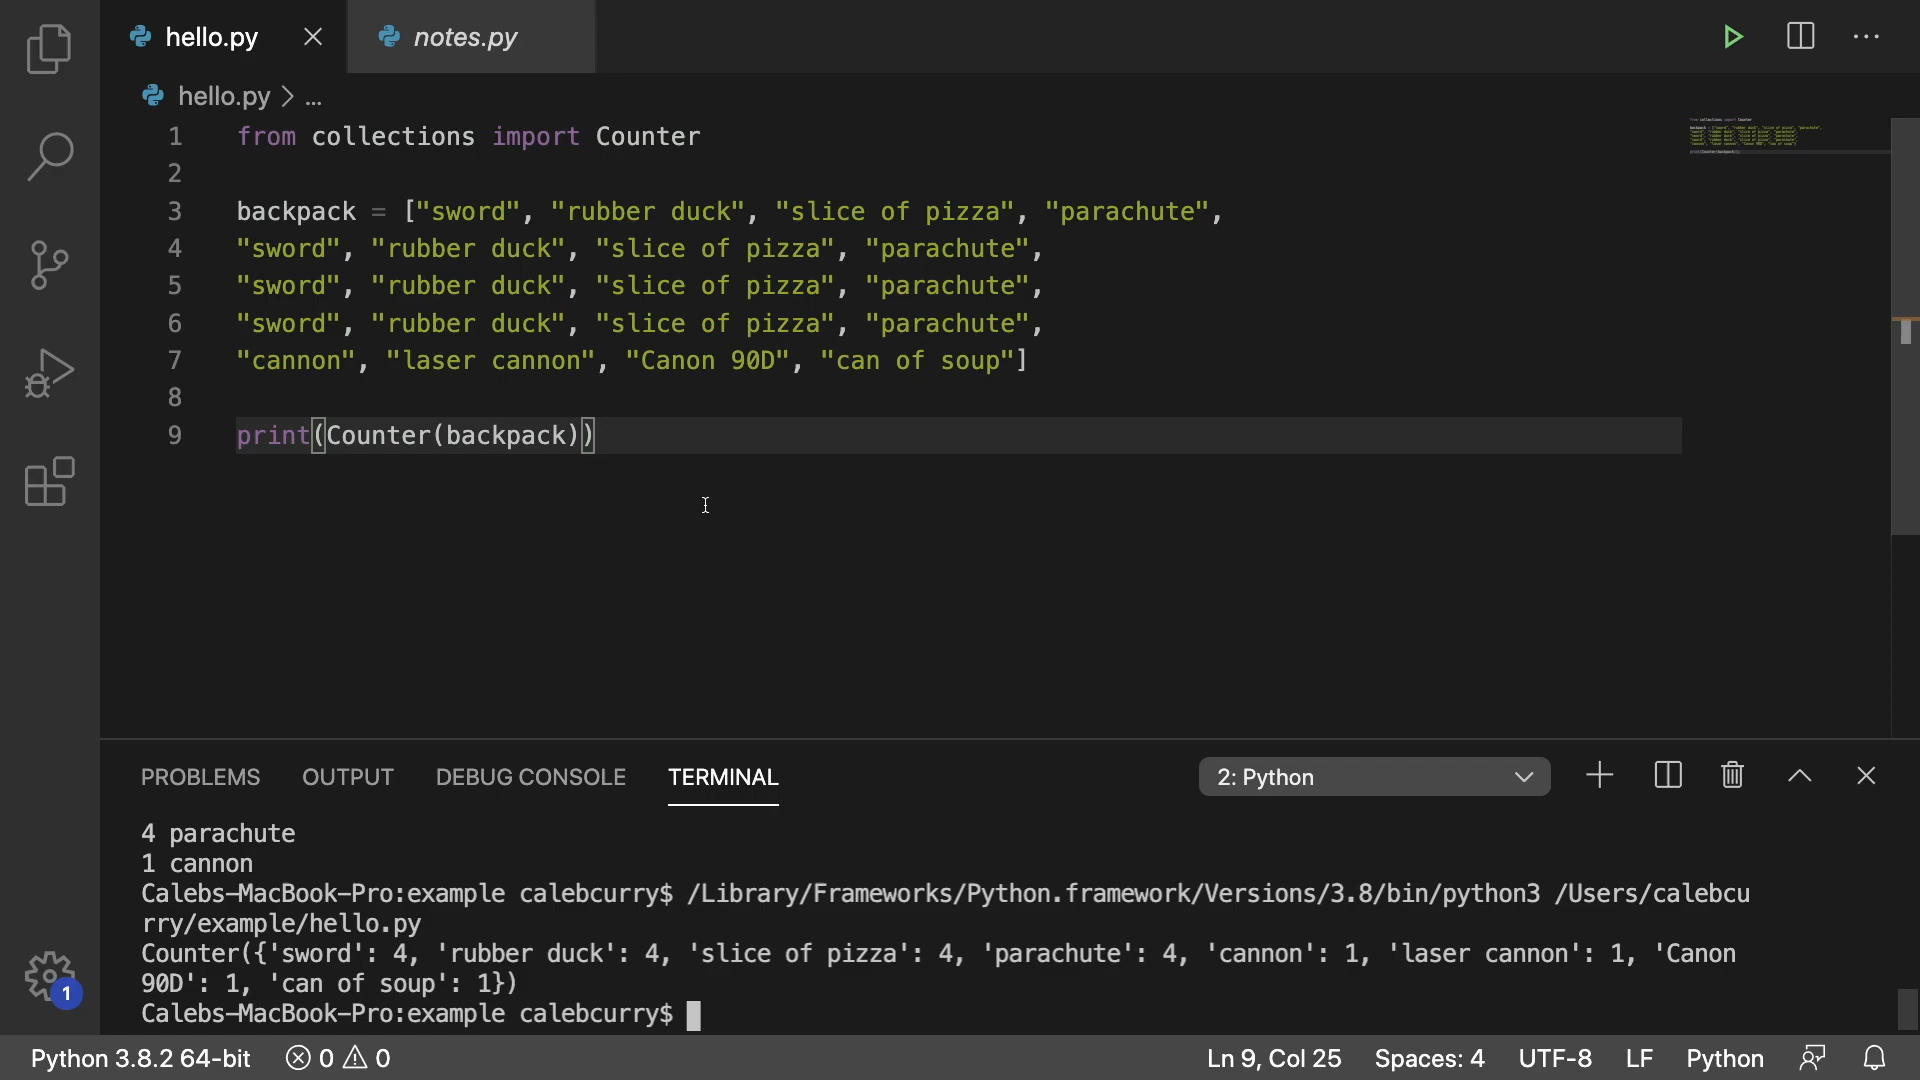 hello.py
notes.py
hello.py > ...
1 from collections import Counter
2
3 backpack = ["sword", "rubber duck", "slice of pizza", "parachute",
4 "sword", "rubber duck", "slice of pizza", "parachute",
5 "sword", "rubber duck", "slice of pizza", "parachute",
6 "sword", "rubber duck", "slice of pizza", "parachute",
7 "cannon", "laser cannon", "Canon 90D", "can of soup"]
8
9 print(Counter(backpack))
PROBLEMS OUTPUT DEBUG CONSOLE TERMINAL 2: Python
4 parachute
1 cannon
Calebs-MacBook-Pro:example calebcurry$ /Library/Frameworks/Python.framework/Versions/3.8/bin/python3 /Users/calebcu
rry/example/hello.py
Counter({'sword': 4, 'rubber duck': 4, 'slice of pizza': 4, 'parachute': 4, 'cannon': 1, 'laser cannon': 1, 'Canon
90D': 1, 'can of soup': 1})
Calebs-MacBook-Pro:example calebcurry$
1
Python 3.8.2 64-bit 0 0 Ln 9, Col 25 Spaces: 4 UTF-8 LF Python